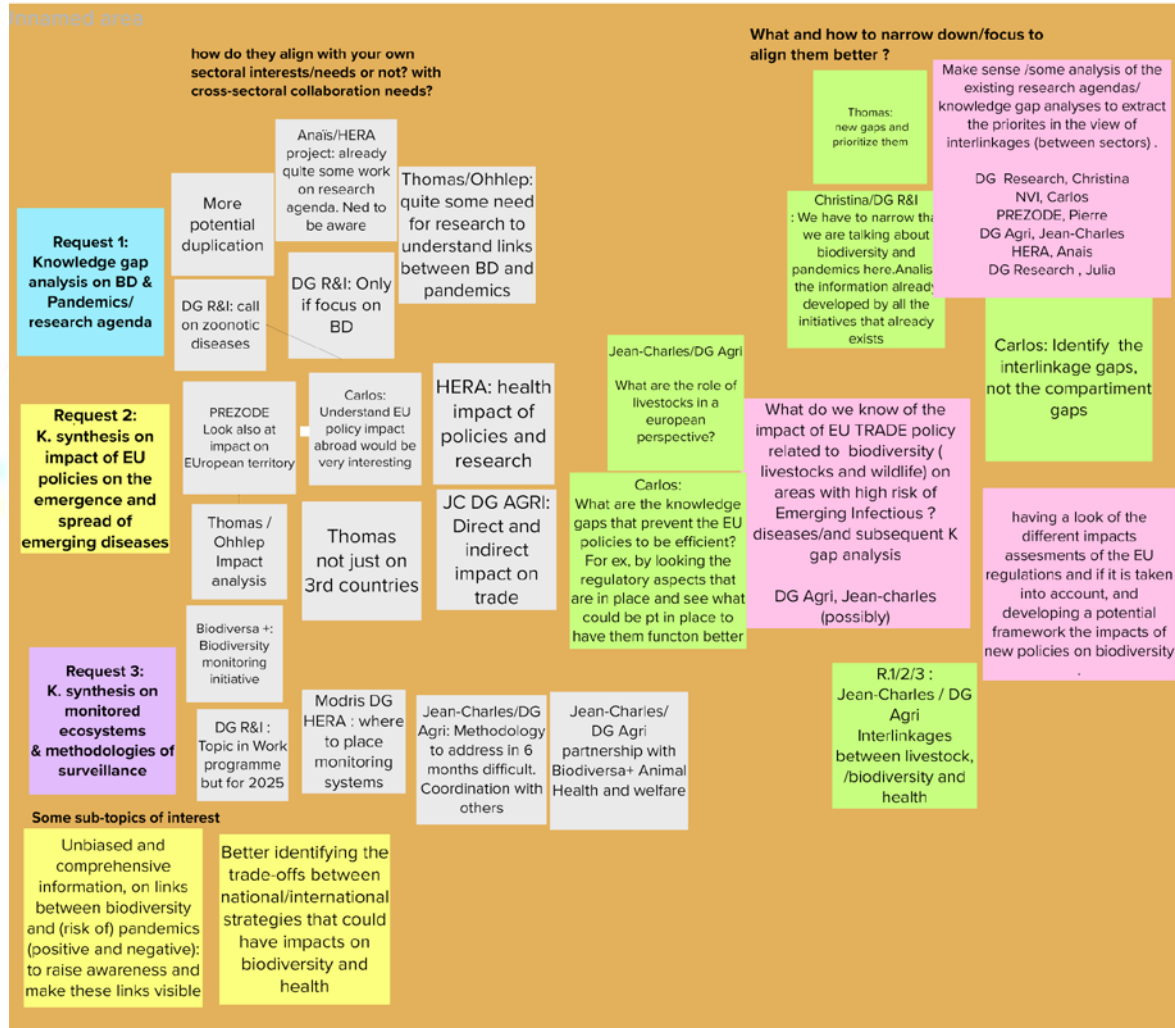 Unnamed area
how do they align with your own
sectoral interests/needs or not? with
cross-sectoral collaboration needs?
What and how to narrow down/focus to
align them better ?
Request 1:
Knowledge gap
analysis on BD &
Pandemics/
research agenda
More
potential
duplication
Anaïs/HERA
project: already
quite some work
on research
agenda. Ned to
be aware
Thomas/Ohhlep:
quite some need
for research to
understand links
between BD and
pandemics
DG R&I: call
on zoonotic
diseases
DG R&I: Only
if focus on
BD
Thomas:
new gaps and
prioritize them
Make sense /some analysis of the
existing research agendas/
knowledge gap analyses to extract
the priorites in the view of
interlinkages (between sectors) .
DG Research, Christina
NVI, Carlos
PREZODE, Pierre
DG Agri, Jean-Charles
HERA, Anais
DG Research , Julia
Christina/DG R&I
: We have to narrow tha
we are talking about
biodiversity and
pandemics here.Analis
the information already
developed by all the
initiatives that already
exists
Carlos: Identify the
interlinkage gaps,
not the compartiment
gaps
Request 2:
K. synthesis on
impact of EU
policies on the
emergence and
spread of
emerging diseases
PREZODE
Look also at
impact on
EUropean territory
Carlos:
Understand EU
policy impact
abroad would be
very interesting
HERA: health
impact of
policies and
research
Thomas /
Ohhlep
Impact
analysis
Thomas
not just on
3rd countries
JC DG AGRI:
Direct and
indirect impact on
trade
Jean-Charles/DG Agri
What are the role of
livestocks in a
european perspective?
Carlos:
What are the knowledge
gaps that prevent the EU
policies to be efficient?
For ex, by looking the
regulatory aspects that
are in place and see what
could be pt in place to
have them functon better
What do we know of the
impact of EU TRADE policy
related to biodiversity (
livestocks and wildlife) on
areas with high risk of
Emerging Infectious ?
diseases/and subsequent K
gap analysis
DG Agri, Jean-charles
(possibly)
having a look of the
different impacts
assesments of the EU
regulations and if it is taken
into account, and
developing a potential
framework the impacts of
new policies on biodiversity
.
Request 3:
K. synthesis on
monitored
ecosystems
& methodologies of
surveillance
Biodiversa +:
Biodiversity
monitoring
initiative
DG R&I :
Topic in Work
programme
but for 2025
Modris DG
HERA : where
to place
monitoring
systems
Jean-Charles/DG
Agri: Methodology
to address in 6
months difficult.
Coordination with
others
Jean-Charles/
DG Agri
partnership with
Biodiversa+ Animal
Health and welfare
R.1/2/3 :
Jean-Charles / DG
Agri
Interlinkages
between livestock,
/biodiversity and
health
Some sub-topics of interest
Unbiased and
comprehensive
information, on links
between biodiversity
and (risk of) pandemics
(positive and negative):
to raise awareness and
make these links visible
Better identifying the
trade-offs between
national/international
strategies that could
have impacts on
biodiversity and
health